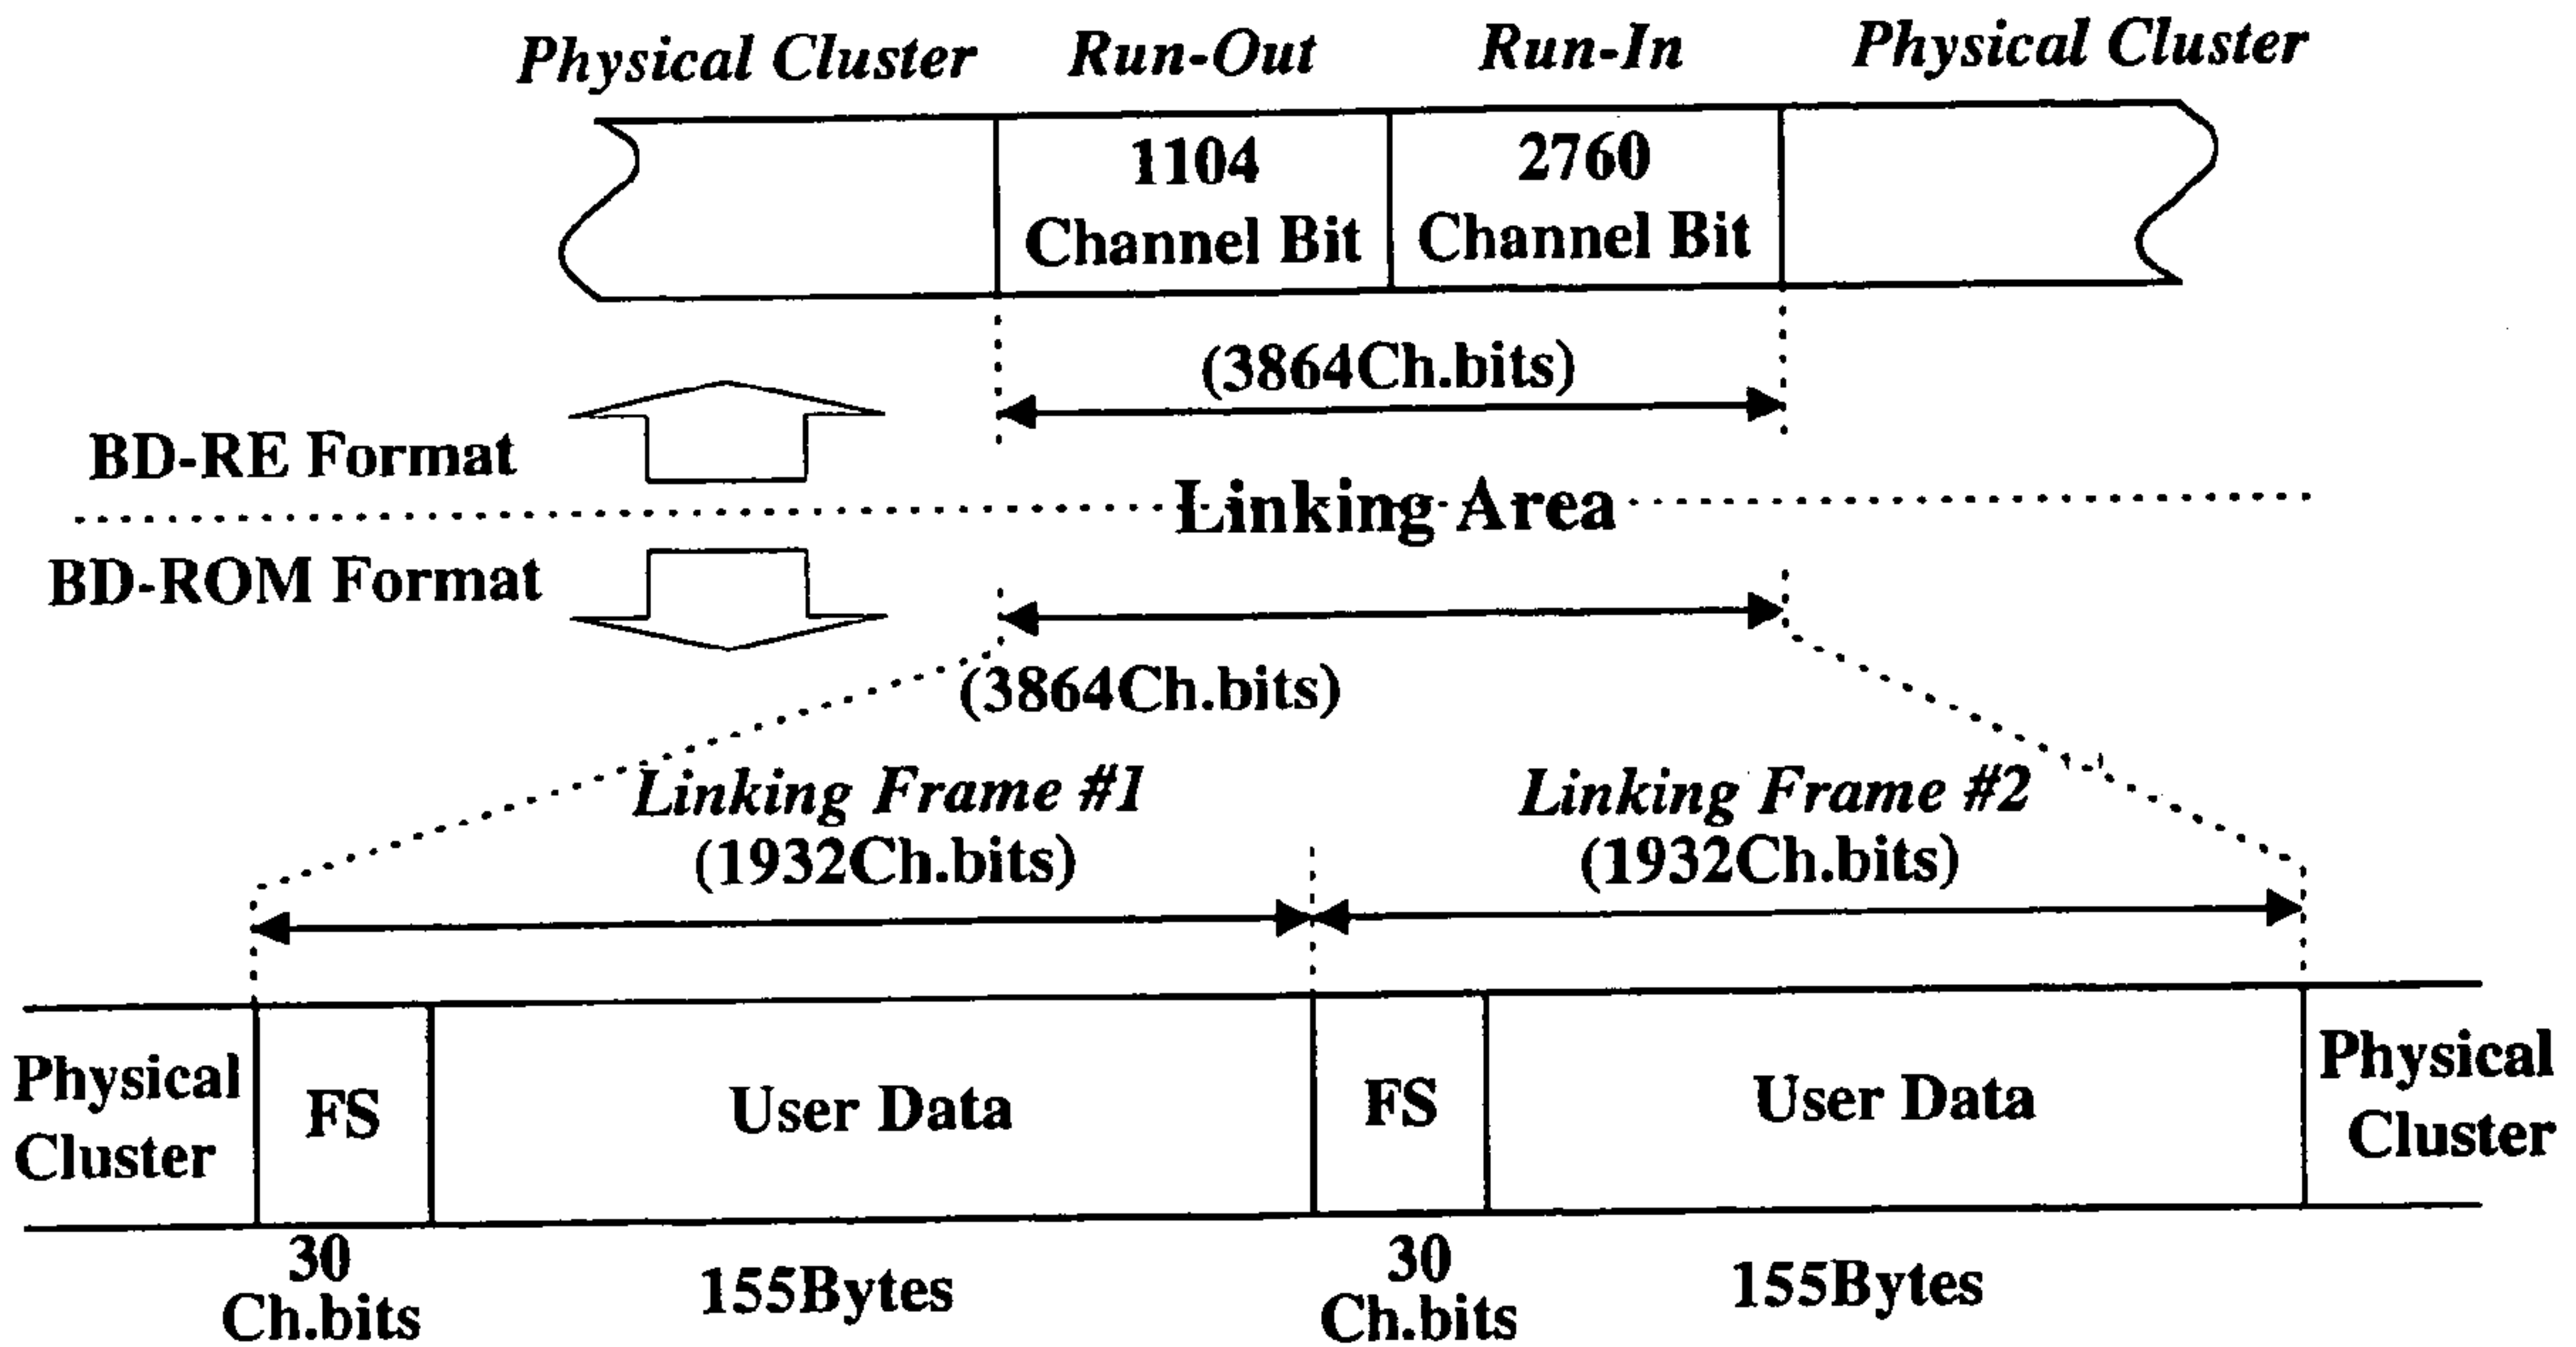 Physical Cluster Run-Out Run-In Physical Cluster
1104
Channel Bit
2760
Channel Bit
(3864Ch.bits)
BD-RE Format
Linking Area
BD-ROM Format
(3864Ch.bits)
Linking Frame #1
(1932Ch.bits)
Linking Frame #2
(1932Ch.bits)
Physical
Cluster
FS
User Data
FS
User Data
Physical
Cluster
30
Ch.bits
155Bytes
30
Ch.bits
155Bytes